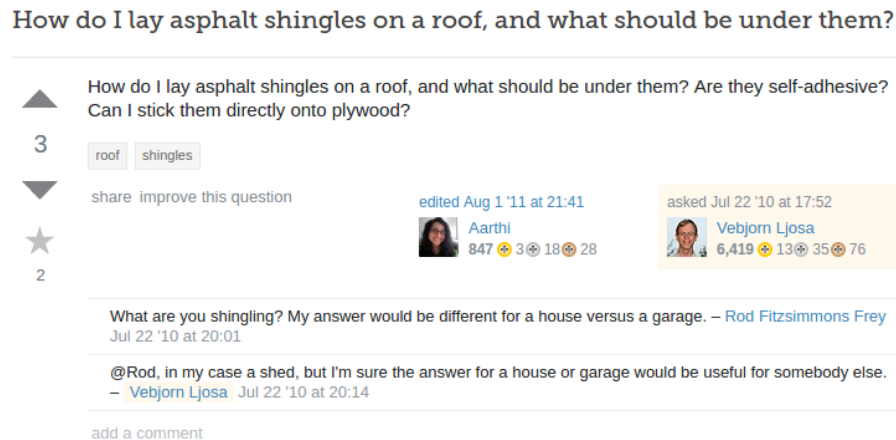 How do I lay asphalt shingles on a roof, and what should be under them?
How do I lay asphalt shingles on a roof, and what should be under them? Are they self-adhesive?
Can I stick them directly onto plywood?
3
roof shingles
share improve this question
edited Aug 1 '11 at 21:41
Aarthi
847 3 18 28
asked Jul 22 '10 at 17:52
Vebjorn Ljosa
6,419 13 35 76
2
What are you shingling? My answer would be different for a house versus a garage. – Rod Fitzsimmons Frey
Jul 22 '10 at 20:01
@Rod, in my case a shed, but I'm sure the answer for a house or garage would be useful for somebody else.
– Vebjorn Ljosa Jul 22 '10 at 20:14
add a comment